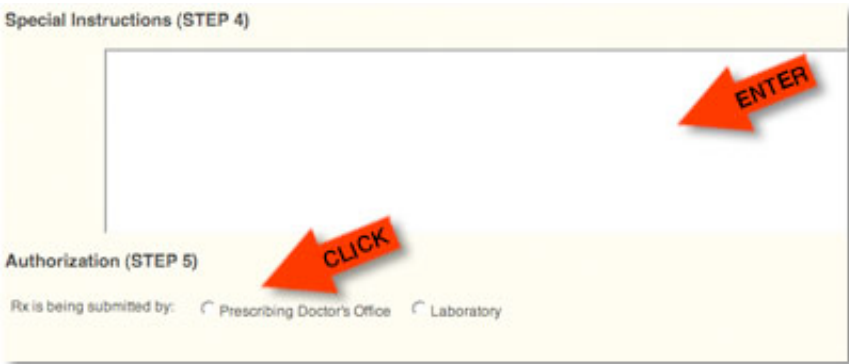 Special Instructions (STEP 4)
ENTER
CLICK
Authorization (STEP 5)
Rx is being submitted by: Prescribing Doctor's Office Laboratory